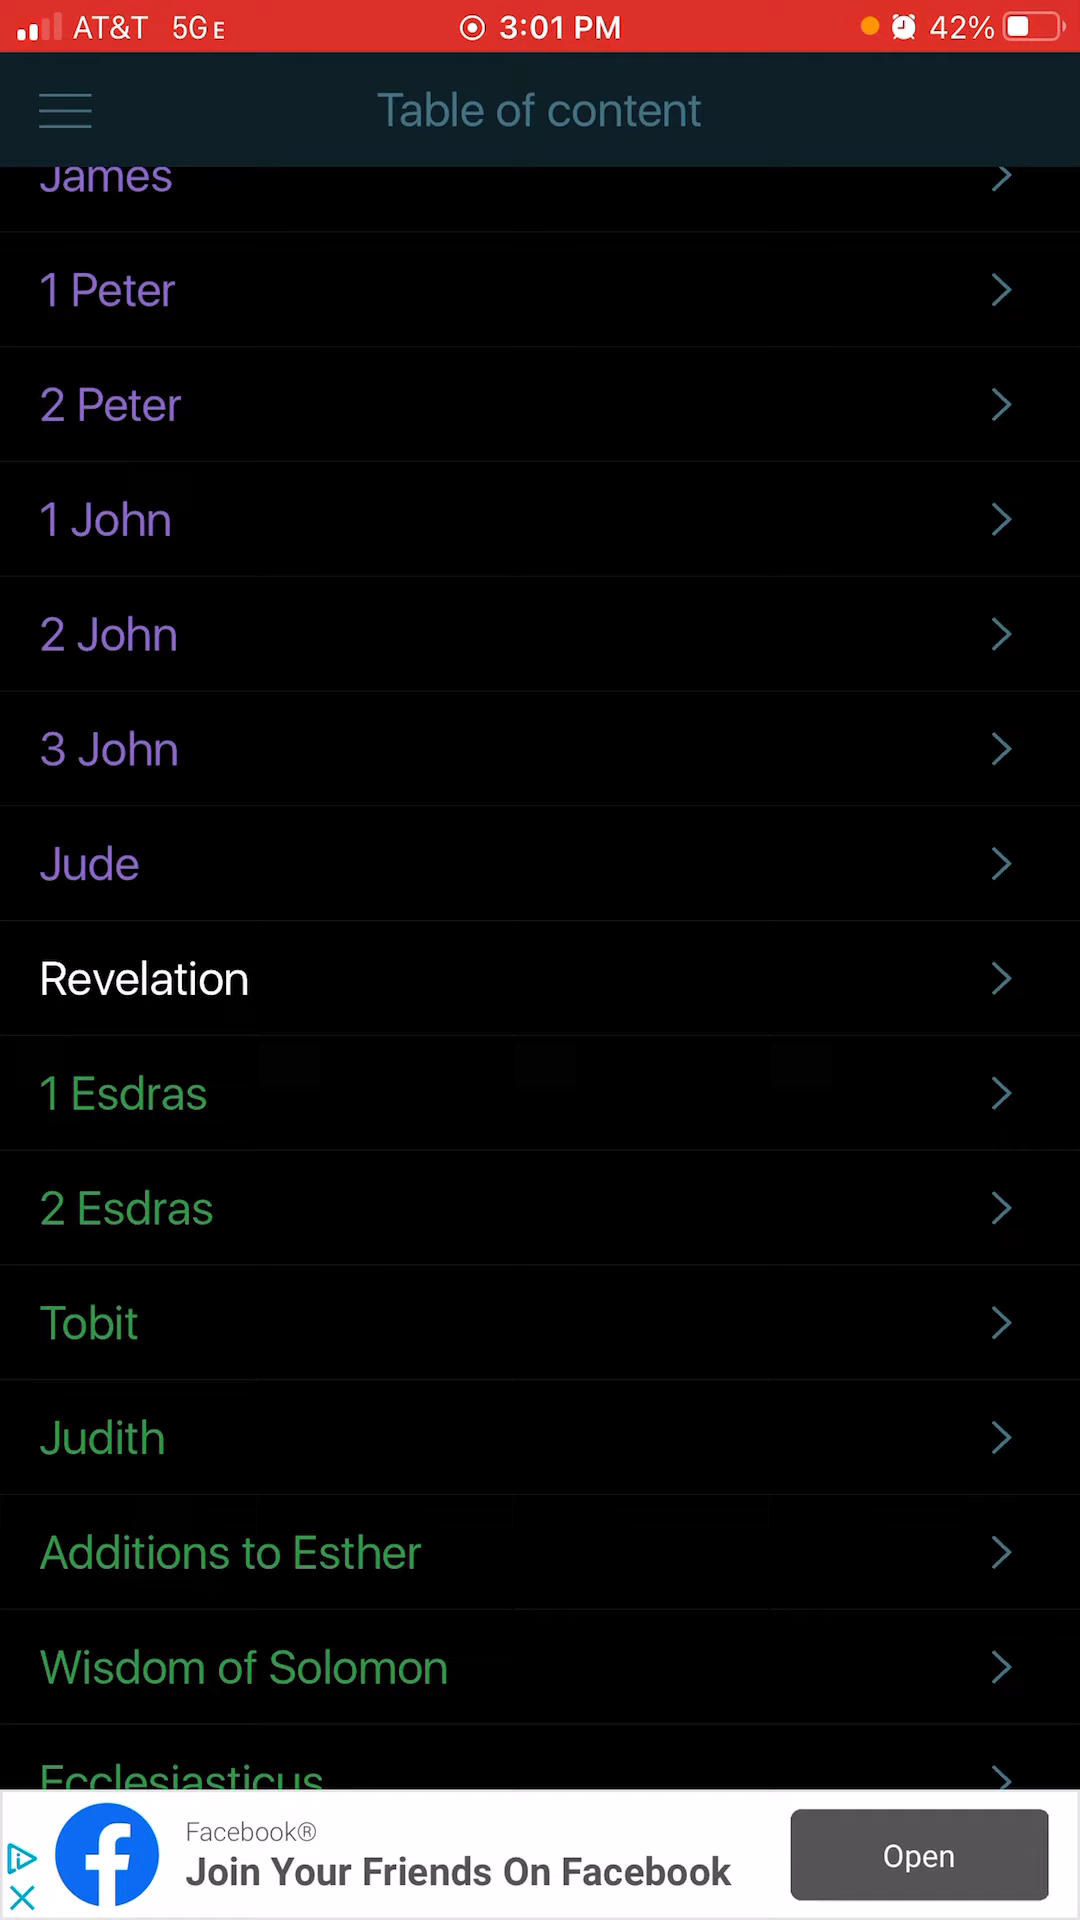 AT&T 5GE 3:01 PM 42%
Table of content
James
1 Peter
2 Peter
1 John
2 John
3 John
Jude
Revelation
1 Esdras
2 Esdras
Tobit
Judith
Additions to Esther
Wisdom of Solomon
Ecclesiasticus
Facebook®
Join Your Friends On Facebook
Open